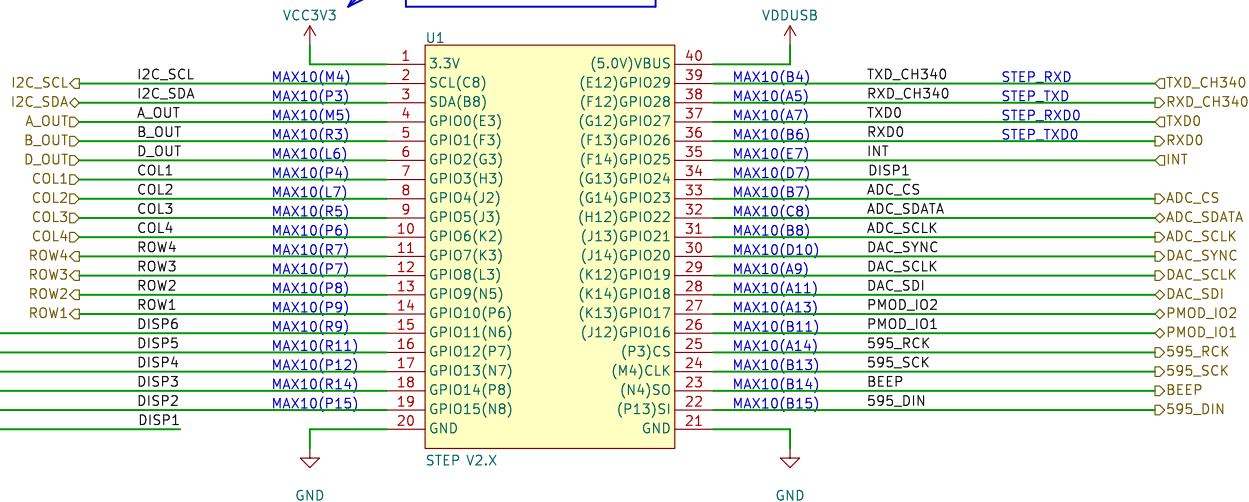 VCC3V3 VDDUSB
U1
1 3.3V (5.0V)VBUS 40
I2C_SCL I2C_SCL MAX10(M4) 2 SCL(C8) (E12)GPIO29 39 MAX10(B4) TXD_CH340 STEP_RXD TXD_CH340
I2C_SDA I2C_SDA MAX10(P3) 3 SDA(B8) (F12)GPIO28 38 MAX10(A5) RXD_CH340 STEP_TXD RXD_CH340
A_OUT A_OUT MAX10(M5) 4 GPIO0(E3) (G12)GPIO27 37 MAX10(A7) TXD0 STEP_RXD0 TXD0
B_OUT B_OUT MAX10(R3) 5 GPIO1(F3) (F13)GPIO26 36 MAX10(B6) RXD0 STEP_TXD0 RXD0
D_OUT D_OUT MAX10(L6) 6 GPIO2(G3) (F14)GPIO25 35 MAX10(E7) INT INT
COL1 COL1 MAX10(P4) 7 GPIO3(H3) (G13)GPIO24 34 MAX10(D7) DISP1
COL2 COL2 MAX10(L7) 8 GPIO4(J2) (G14)GPIO23 33 MAX10(B7) ADC_CS ADC_CS
COL3 COL3 MAX10(R5) 9 GPIO5(J3) (H12)GPIO22 32 MAX10(C8) ADC_SDATA ADC_SDATA
COL4 COL4 MAX10(P6) 10 GPIO6(K2) (J13)GPIO21 31 MAX10(B8) ADC_SCLK ADC_SCLK
ROW4 ROW4 MAX10(R7) 11 GPIO7(K3) (J14)GPIO20 30 MAX10(D10) DAC_SYNC DAC_SYNC
ROW3 ROW3 MAX10(P7) 12 GPIO8(L3) (K12)GPIO19 29 MAX10(A9) DAC_SCLK DAC_SCLK
ROW2 ROW2 MAX10(P8) 13 GPIO9(N5) (K14)GPIO18 28 MAX10(A11) DAC_SDI DAC_SDI
ROW1 ROW1 MAX10(P9) 14 GPIO10(P6) (K13)GPIO17 27 MAX10(A13) PMOD_IO2 PMOD_IO2
DISP6 MAX10(R9) 15 GPIO11(N6) (J12)GPIO16 26 MAX10(B11) PMOD_IO1 PMOD_IO1
DISP5 MAX10(R11) 16 GPIO12(P7) (P3)CS 25 MAX10(A14) 595_RCK 595_RCK
DISP4 MAX10(P12) 17 GPIO13(N7) (M4)CLK 24 MAX10(B13) 595_SCK 595_SCK
DISP3 MAX10(R14) 18 GPIO14(P8) (N4)SO 23 MAX10(B14) BEEP BEEP
DISP2 MAX10(P15) 19 GPIO15(N8) (P13)SI 22 MAX10(B15) 595_DIN 595_DIN
DISP1 20 GND GND 21
STEP V2.X
GND GND